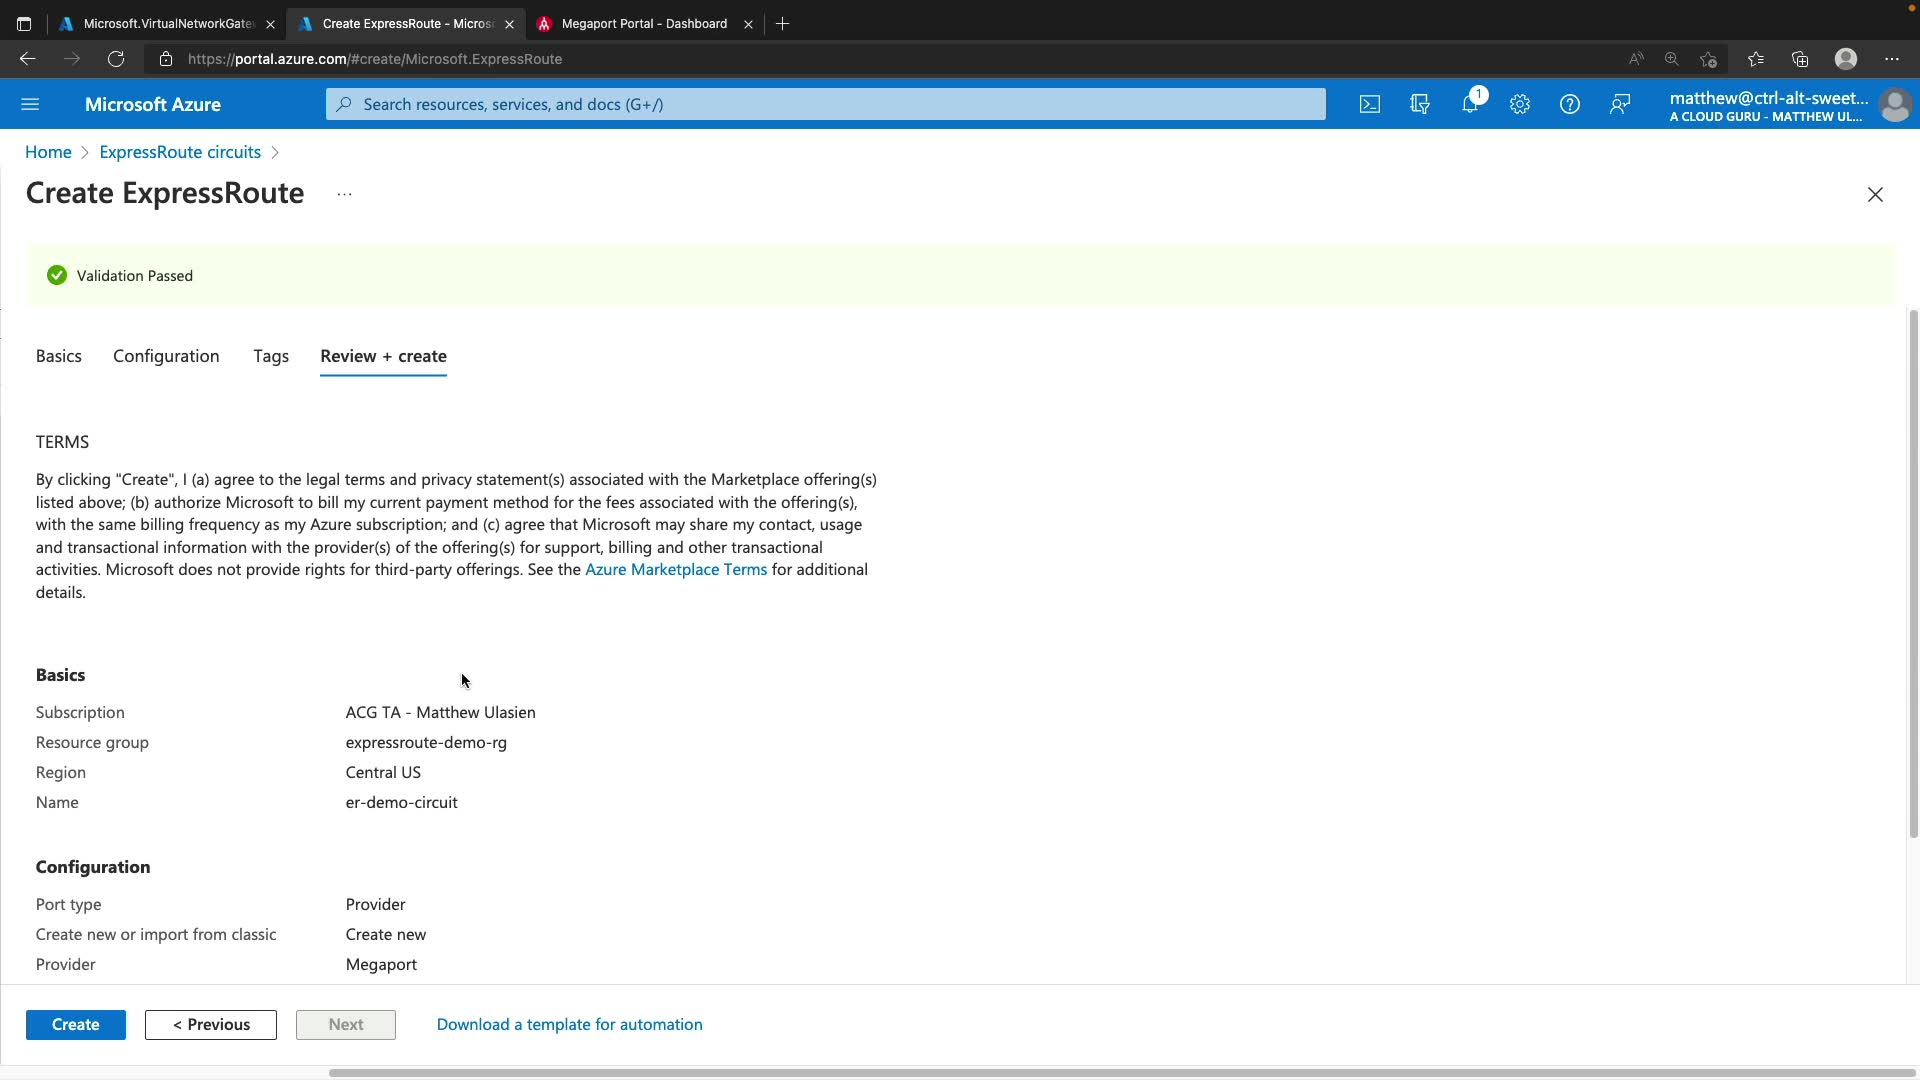 Microsoft.VirtualNetworkGate
Create ExpressRoute - Micros
Megaport Portal - Dashboard
https://portal.azure.com/#create/Microsoft.ExpressRoute
Microsoft Azure
Search resources, services, and docs (G+/)
1
matthew@ctrl-alt-sweet...
A CLOUD GURU - MATTHEW UL...
Home > ExpressRoute circuits >
Create ExpressRoute ...
Validation Passed
Basics Configuration Tags Review + create
TERMS
By clicking "Create", I (a) agree to the legal terms and privacy statement(s) associated with the Marketplace offering(s)
listed above; (b) authorize Microsoft to bill my current payment method for the fees associated with the offering(s),
with the same billing frequency as my Azure subscription; and (c) agree that Microsoft may share my contact, usage
and transactional information with the provider(s) of the offering(s) for support, billing and other transactional
activities. Microsoft does not provide rights for third-party offerings. See the Azure Marketplace Terms for additional
details.
Basics
Subscription ACG TA - Matthew Ulasien
Resource group expressroute-demo-rg
Region Central US
Name er-demo-circuit
Configuration
Port type Provider
Create new or import from classic Create new
Provider Megaport
Create < Previous Next Download a template for automation